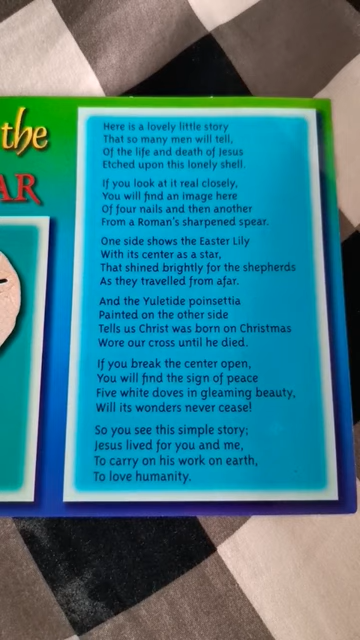 the
AR
Here is a lovely little story
That so many men will tell,
Of the life and death of Jesus
Etched upon this lonely shell.
If you look at it real closely,
You will find an image here
Of four nails and then another
From a Roman's sharpened spear.
One side shows the Easter Lily
With its center as a star,
That shined brightly for the shepherds
As they travelled from afar.
And the Yuletide poinsettia
Painted on the other side
Tells us Christ was born on Christmas
Wore our cross until he died.
If you break the center open,
You will find the sign of peace
Five white doves in gleaming beauty,
Will its wonders never cease!
So you see this simple story;
Jesus lived for you and me,
To carry on his work on earth,
To love humanity.